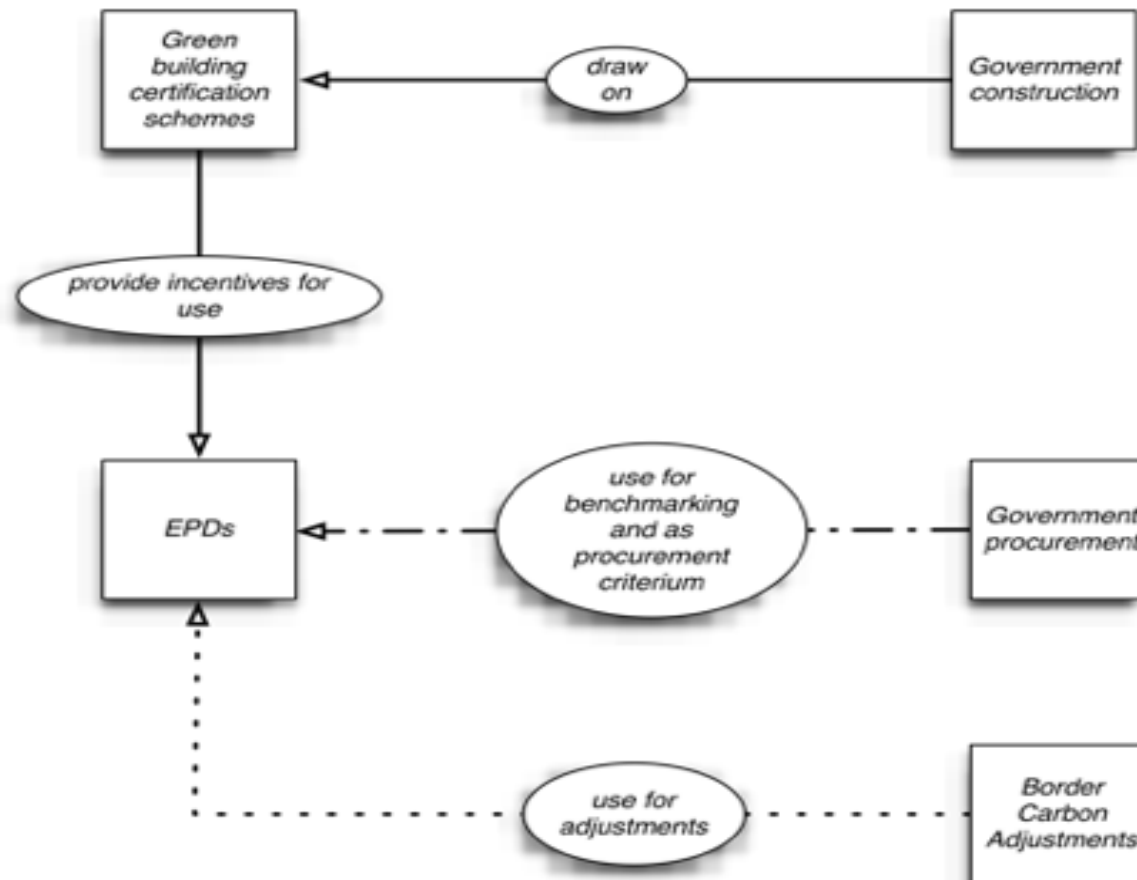 Green
building
certification
schemes
draw
on
Government
construction
provide incentives for
use
EPDs
use for
benchmarking
and as
procurement
criterium
Government
procurement
use for
adjustments
Border
Carbon
Adjustments